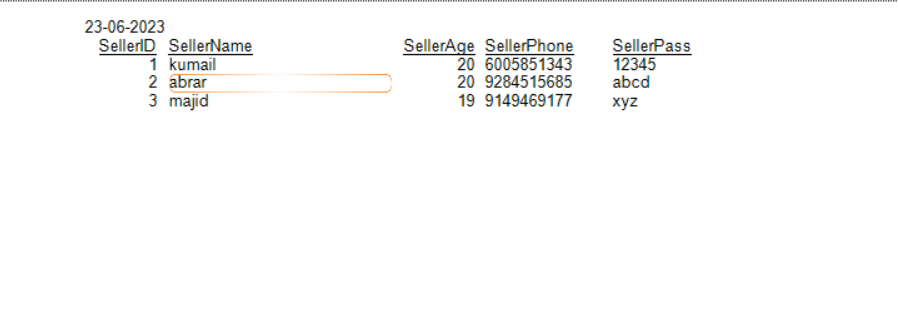 23-06-2023
SellerID SellerName SellerAge SellerPhone SellerPass
1 kumail 20 6005851343 12345
2 abrar 20 9284515685 abcd
3 majid 19 9149469177 xyz